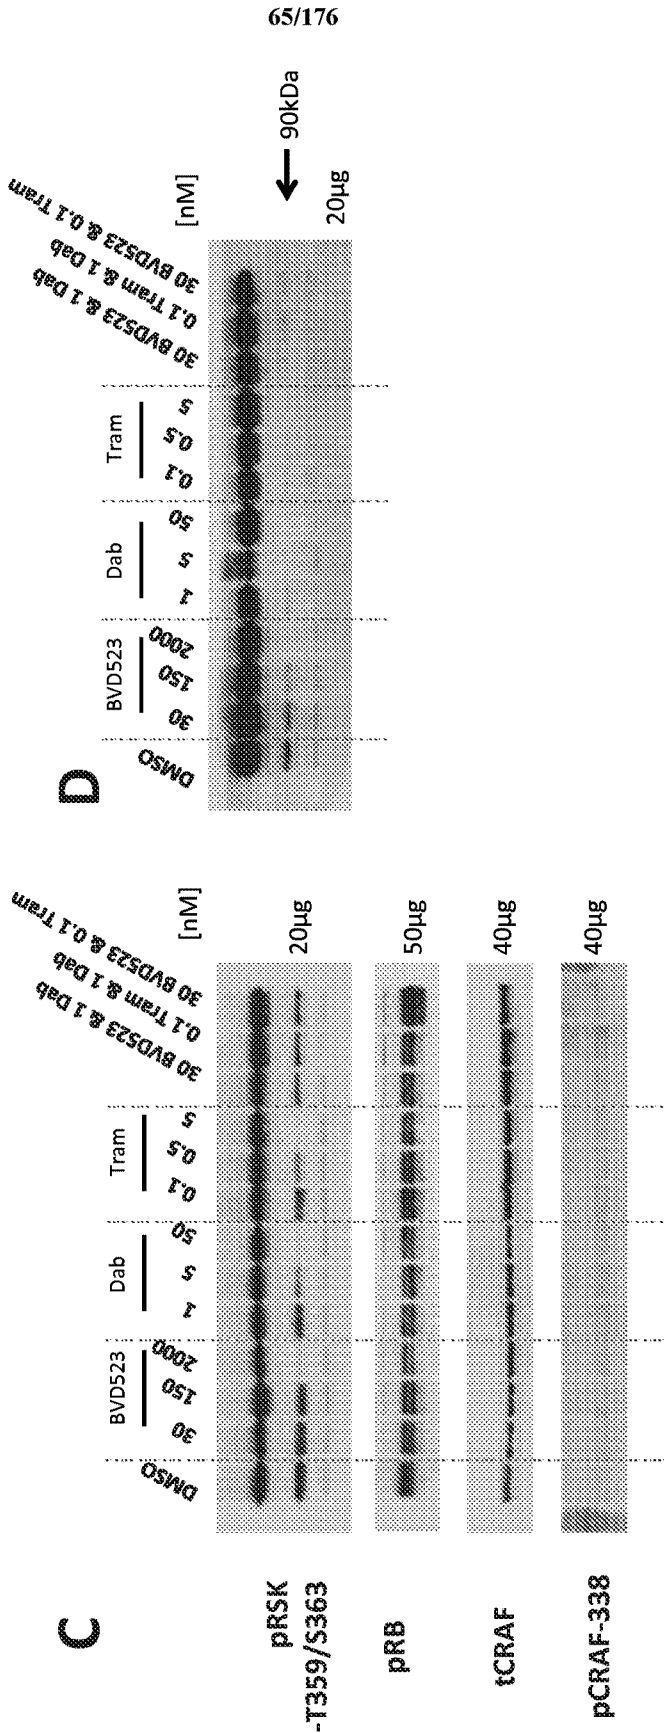 65/176
D
BVD523
Dab
Tram
DMSO
30
150
2000
1
5
50
0.1
0.5
5
30 BVD523 & 1 Dab
0.1 Tram & 1 Dab
30 BVD523 & 0.1 Tram
[nM]
90kDa
20µg
C
BVD523
Dab
Tram
DMSO
30
150
2000
1
5
50
0.1
0.5
5
30 BVD523 & 1 Dab
0.1 Tram & 1 Dab
30 BVD523 & 0.1 Tram
[nM]
pRSK
-T359/S363
20µg
pRB
50µg
tCRAF
40µg
pCRAF-338
40µg